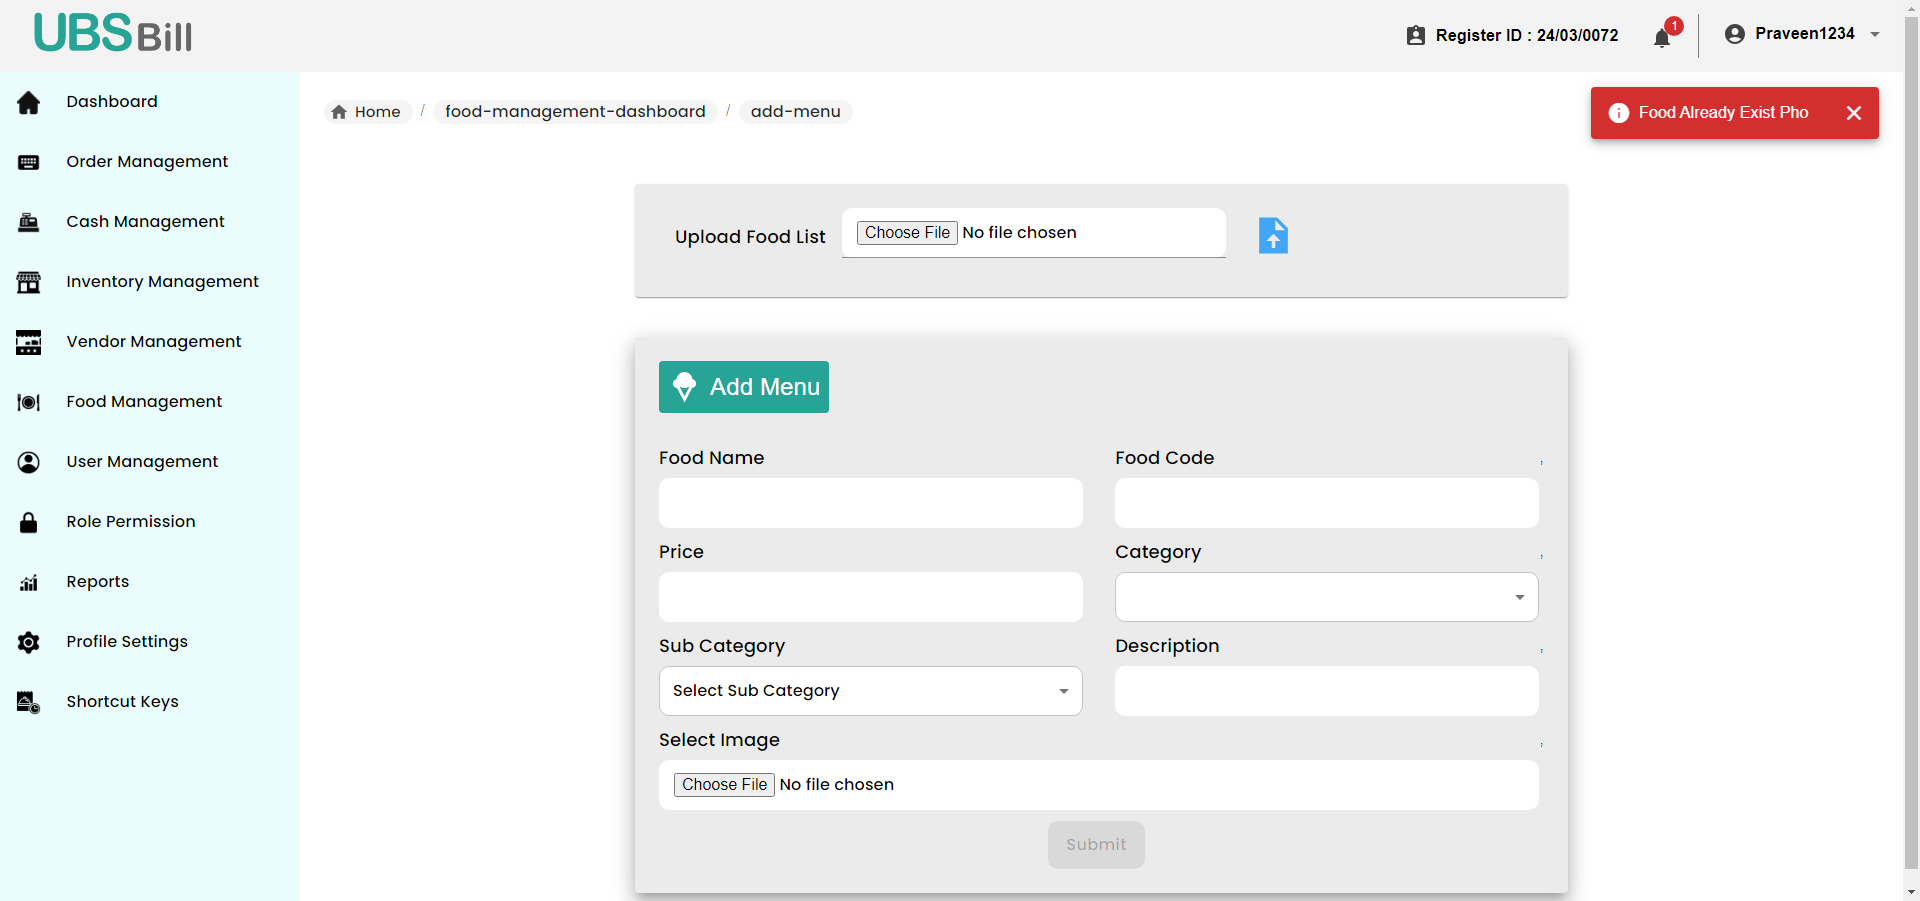 UBS Bill
Register ID : 24/03/0072
1
Praveen1234
Dashboard
Order Management
Cash Management
Inventory Management
Vendor Management
Food Management
User Management
Role Permission
Reports
Profile Settings
Shortcut Keys
Home / food-management-dashboard / add-menu
Food Already Exist Pho
Upload Food List Choose File No file chosen
Add Menu
Food Name
Food Code ,
Price
Category ,
Sub Category
Select Sub Category
Description ,
Select Image ,
Choose File No file chosen
Submit